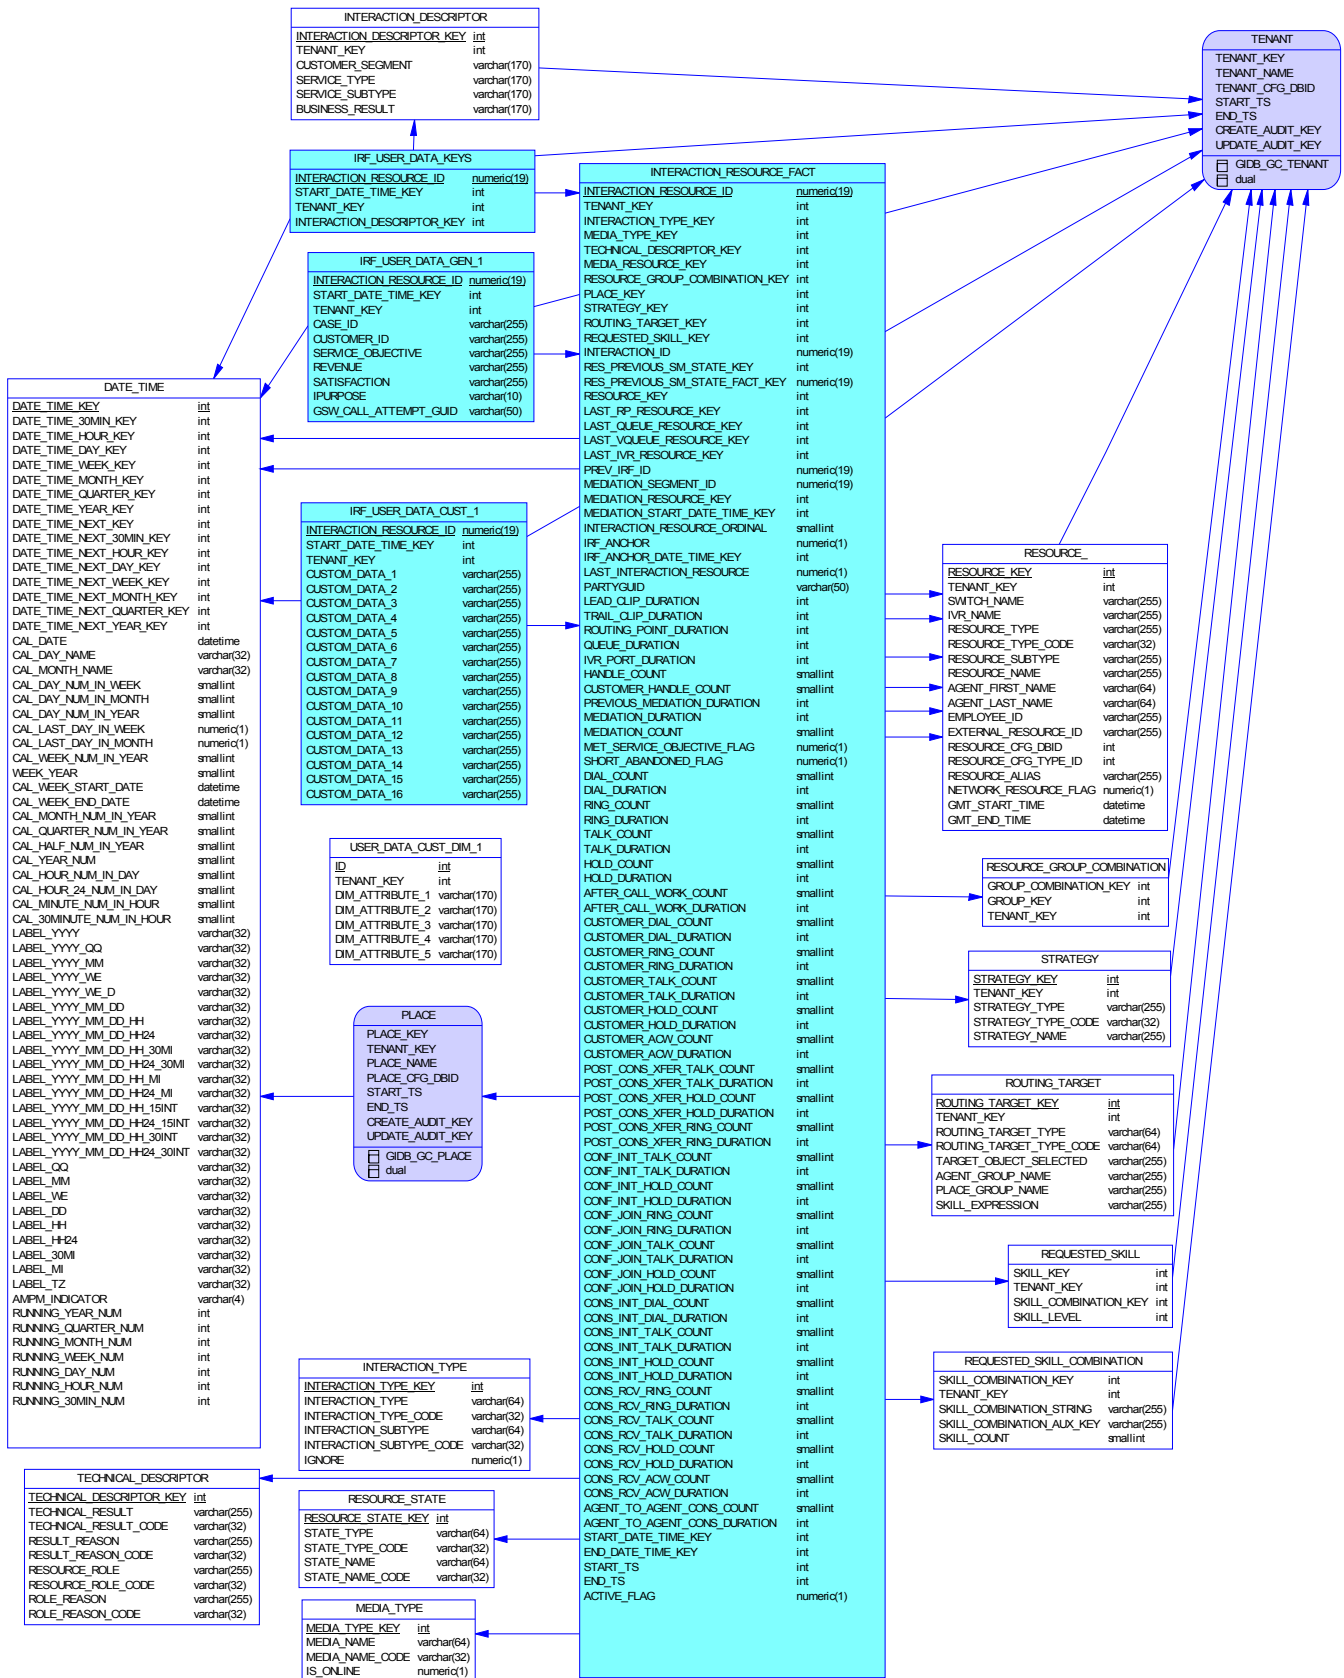 INTERACTION_DESCRIPTOR
INTERACTION_DESCRIPTOR_KEY int
TENANT_KEY int
CUSTOMER_SEGMENT varchar(170)
SERVICE_TYPE varchar(170)
SERVICE_SUBTYPE varchar(170)
BUSINESS_RESULT varchar(170)
TENANT
TENANT_KEY
TENANT_NAME
TENANT_CFG_DBID
START_TS
END_TS
CREATE_AUDIT_KEY
UPDATE_AUDIT_KEY
GIDB_GC_TENANT
dual
IRF_USER_DATA_KEYS
INTERACTION_RESOURCE_ID numeric(19)
START_DATE_TIME_KEY int
TENANT_KEY int
INTERACTION_DESCRIPTOR_KEY int
IRF_USER_DATA_GEN_1
INTERACTION_RESOURCE_ID numeric(19)
START_DATE_TIME_KEY int
TENANT_KEY int
CASE_ID varchar(255)
CUSTOMER_ID varchar(255)
SERVICE_OBJECTIVE varchar(255)
REVENUE varchar(255)
SATISFACTION varchar(255)
IPURPOSE varchar(10)
GSW_CALL_ATTEMPT_GUID varchar(50)
DATE_TIME
DATE_TIME_KEY int
DATE_TIME_30MIN_KEY int
DATE_TIME_HOUR_KEY int
DATE_TIME_DAY_KEY int
DATE_TIME_WEEK_KEY int
DATE_TIME_MONTH_KEY int
DATE_TIME_QUARTER_KEY int
DATE_TIME_YEAR_KEY int
DATE_TIME_NEXT_KEY int
DATE_TIME_NEXT_30MIN_KEY int
DATE_TIME_NEXT_HOUR_KEY int
DATE_TIME_NEXT_DAY_KEY int
DATE_TIME_NEXT_WEEK_KEY int
DATE_TIME_NEXT_MONTH_KEY int
DATE_TIME_NEXT_QUARTER_KEY int
DATE_TIME_NEXT_YEAR_KEY int
CAL_DATE datetime
CAL_DAY_NAME varchar(32)
CAL_MONTH_NAME varchar(32)
CAL_DAY_NUM_IN_WEEK smallint
CAL_DAY_NUM_IN_MONTH smallint
CAL_DAY_NUM_IN_YEAR smallint
CAL_LAST_DAY_IN_WEEK numeric(1)
CAL_LAST_DAY_IN_MONTH numeric(1)
CAL_WEEK_NUM_IN_YEAR smallint
WEEK_YEAR smallint
CAL_WEEK_START_DATE datetime
CAL_WEEK_END_DATE datetime
CAL_MONTH_NUM_IN_YEAR smallint
CAL_QUARTER_NUM_IN_YEAR smallint
CAL_HALF_NUM_IN_YEAR smallint
CAL_YEAR_NUM smallint
CAL_HOUR_NUM_IN_DAY smallint
CAL_HOUR_24_NUM_IN_DAY smallint
CAL_MINUTE_NUM_IN_HOUR smallint
CAL_30MINUTE_NUM_IN_HOUR smallint
LABEL_YYYY varchar(32)
LABEL_YYYY_QQ varchar(32)
LABEL_YYYY_MM varchar(32)
LABEL_YYYY_WE varchar(32)
LABEL_YYYY_WE_D varchar(32)
LABEL_YYYY_MM_DD varchar(32)
LABEL_YYYY_MM_DD_HH varchar(32)
LABEL_YYYY_MM_DD_HH24 varchar(32)
LABEL_YYYY_MM_DD_HH_30MI varchar(32)
LABEL_YYYY_MM_DD_HH24_30MI varchar(32)
LABEL_YYYY_MM_DD_HH_MI varchar(32)
LABEL_YYYY_MM_DD_HH24_MI varchar(32)
LABEL_YYYY_MM_DD_HH_15INT varchar(32)
LABEL_YYYY_MM_DD_HH24_15INT varchar(32)
LABEL_YYYY_MM_DD_HH_30INT varchar(32)
LABEL_YYYY_MM_DD_HH24_30INT varchar(32)
LABEL_QQ varchar(32)
LABEL_MM varchar(32)
LABEL_WE varchar(32)
LABEL_DD varchar(32)
LABEL_HH varchar(32)
LABEL_HH24 varchar(32)
LABEL_30MI varchar(32)
LABEL_MI varchar(32)
LABEL_TZ varchar(32)
AMPM_INDICATOR varchar(4)
RUNNING_YEAR_NUM int
RUNNING_QUARTER_NUM int
RUNNING_MONTH_NUM int
RUNNING_WEEK_NUM int
RUNNING_DAY_NUM int
RUNNING_HOUR_NUM int
RUNNING_30MIN_NUM int
IRF_USER_DATA_CUST_1
INTERACTION_RESOURCE_ID numeric(19)
START_DATE_TIME_KEY int
TENANT_KEY int
CUSTOM_DATA_1 varchar(255)
CUSTOM_DATA_2 varchar(255)
CUSTOM_DATA_3 varchar(255)
CUSTOM_DATA_4 varchar(255)
CUSTOM_DATA_5 varchar(255)
CUSTOM_DATA_6 varchar(255)
CUSTOM_DATA_7 varchar(255)
CUSTOM_DATA_8 varchar(255)
CUSTOM_DATA_9 varchar(255)
CUSTOM_DATA_10 varchar(255)
CUSTOM_DATA_11 varchar(255)
CUSTOM_DATA_12 varchar(255)
CUSTOM_DATA_13 varchar(255)
CUSTOM_DATA_14 varchar(255)
CUSTOM_DATA_15 varchar(255)
CUSTOM_DATA_16 varchar(255)
USER_DATA_CUST_DIM_1
ID int
TENANT_KEY int
DIM_ATTRIBUTE_1 varchar(170)
DIM_ATTRIBUTE_2 varchar(170)
DIM_ATTRIBUTE_3 varchar(170)
DIM_ATTRIBUTE_4 varchar(170)
DIM_ATTRIBUTE_5 varchar(170)
PLACE
PLACE_KEY
TENANT_KEY
PLACE_NAME
PLACE_CFG_DBID
START_TS
END_TS
CREATE_AUDIT_KEY
UPDATE_AUDIT_KEY
GIDB_GC_PLACE
dual
INTERACTION_TYPE
INTERACTION_TYPE_KEY int
INTERACTION_TYPE varchar(64)
INTERACTION_TYPE_CODE varchar(32)
INTERACTION_SUBTYPE varchar(64)
INTERACTION_SUBTYPE_CODE varchar(32)
IGNORE numeric(1)
TECHNICAL_DESCRIPTOR
TECHNICAL_DESCRIPTOR_KEY int
TECHNICAL_RESULT varchar(255)
TECHNICAL_RESULT_CODE varchar(32)
RESULT_REASON varchar(255)
RESULT_REASON_CODE varchar(32)
RESOURCE_ROLE varchar(255)
RESOURCE_ROLE_CODE varchar(32)
ROLE_REASON varchar(255)
ROLE_REASON_CODE varchar(32)
RESOURCE_STATE
RESOURCE_STATE_KEY int
STATE_TYPE varchar(64)
STATE_TYPE_CODE varchar(32)
STATE_NAME varchar(64)
STATE_NAME_CODE varchar(32)
MEDIA_TYPE
MEDIA_TYPE_KEY int
MEDIA_NAME varchar(64)
MEDIA_NAME_CODE varchar(32)
IS_ONLINE numeric(1)
INTERACTION_RESOURCE_FACT
INTERACTION_RESOURCE_ID numeric(19)
TENANT_KEY int
INTERACTION_TYPE_KEY int
MEDIA_TYPE_KEY int
TECHNICAL_DESCRIPTOR_KEY int
MEDIA_RESOURCE_KEY int
RESOURCE_GROUP_COMBINATION_KEY int
PLACE_KEY int
STRATEGY_KEY int
ROUTING_TARGET_KEY int
REQUESTED_SKILL_KEY int
INTERACTION_ID numeric(19)
RES_PREVIOUS_SM_STATE_KEY int
RES_PREVIOUS_SM_STATE_FACT_KEY numeric(19)
RESOURCE_KEY int
LAST_RP_RESOURCE_KEY int
LAST_QUEUE_RESOURCE_KEY int
LAST_VQUEUE_RESOURCE_KEY int
LAST_IVR_RESOURCE_KEY int
PREV_IRF_ID numeric(19)
MEDIATION_SEGMENT_ID numeric(19)
MEDIATION_RESOURCE_KEY int
MEDIATION_START_DATE_TIME_KEY int
INTERACTION_RESOURCE_ORDINAL smallint
IRF_ANCHOR numeric(1)
IRF_ANCHOR_DATE_TIME_KEY int
LAST_INTERACTION_RESOURCE numeric(1)
PARTYGUID varchar(50)
LEAD_CLIP_DURATION int
TRAIL_CLIP_DURATION int
ROUTING_POINT_DURATION int
QUEUE_DURATION int
IVR_PORT_DURATION int
HANDLE_COUNT smallint
CUSTOMER_HANDLE_COUNT smallint
PREVIOUS_MEDIATION_DURATION int
MEDIATION_DURATION int
MEDIATION_COUNT smallint
MET_SERVICE_OBJECTIVE_FLAG numeric(1)
SHORT_ABANDONED_FLAG numeric(1)
DIAL_COUNT smallint
DIAL_DURATION int
RING_COUNT smallint
RING_DURATION int
TALK_COUNT smallint
TALK_DURATION int
HOLD_COUNT smallint
HOLD_DURATION int
AFTER_CALL_WORK_COUNT smallint
AFTER_CALL_WORK_DURATION int
CUSTOMER_DIAL_COUNT smallint
CUSTOMER_DIAL_DURATION int
CUSTOMER_RING_COUNT smallint
CUSTOMER_RING_DURATION int
CUSTOMER_TALK_COUNT smallint
CUSTOMER_TALK_DURATION int
CUSTOMER_HOLD_COUNT smallint
CUSTOMER_HOLD_DURATION int
CUSTOMER_ACW_COUNT smallint
CUSTOMER_ACW_DURATION int
POST_CONS_XFER_TALK_COUNT smallint
POST_CONS_XFER_TALK_DURATION int
POST_CONS_XFER_HOLD_COUNT smallint
POST_CONS_XFER_HOLD_DURATION int
POST_CONS_XFER_RING_COUNT smallint
POST_CONS_XFER_RING_DURATION int
CONF_INIT_TALK_COUNT smallint
CONF_INIT_TALK_DURATION int
CONF_INIT_HOLD_COUNT smallint
CONF_INIT_HOLD_DURATION int
CONF_JOIN_RING_COUNT smallint
CONF_JOIN_RING_DURATION int
CONF_JOIN_TALK_COUNT smallint
CONF_JOIN_TALK_DURATION int
CONF_JOIN_HOLD_COUNT smallint
CONF_JOIN_HOLD_DURATION int
CONS_INIT_DIAL_COUNT smallint
CONS_INIT_DIAL_DURATION int
CONS_INIT_TALK_COUNT smallint
CONS_INIT_TALK_DURATION int
CONS_INIT_HOLD_COUNT smallint
CONS_INIT_HOLD_DURATION int
CONS_RCV_RING_COUNT smallint
CONS_RCV_RING_DURATION int
CONS_RCV_TALK_COUNT smallint
CONS_RCV_TALK_DURATION int
CONS_RCV_HOLD_COUNT smallint
CONS_RCV_HOLD_DURATION int
CONS_RCV_ACW_COUNT smallint
CONS_RCV_ACW_DURATION int
AGENT_TO_AGENT_CONS_COUNT smallint
AGENT_TO_AGENT_CONS_DURATION int
START_DATE_TIME_KEY int
END_DATE_TIME_KEY int
START_TS int
END_TS int
ACTIVE_FLAG numeric(1)
RESOURCE_
RESOURCE_KEY int
TENANT_KEY int
SWITCH_NAME varchar(255)
IVR_NAME varchar(255)
RESOURCE_TYPE varchar(255)
RESOURCE_TYPE_CODE varchar(32)
RESOURCE_SUBTYPE varchar(255)
RESOURCE_NAME varchar(255)
AGENT_FIRST_NAME varchar(64)
AGENT_LAST_NAME varchar(64)
EMPLOYEE_ID varchar(255)
EXTERNAL_RESOURCE_ID varchar(255)
RESOURCE_CFG_DBID int
RESOURCE_CFG_TYPE_ID int
RESOURCE_ALIAS varchar(255)
NETWORK_RESOURCE_FLAG numeric(1)
GMT_START_TIME datetime
GMT_END_TIME datetime
RESOURCE_GROUP_COMBINATION
GROUP_COMBINATION_KEY int
GROUP_KEY int
TENANT_KEY int
STRATEGY
STRATEGY_KEY int
TENANT_KEY int
STRATEGY_TYPE varchar(255)
STRATEGY_TYPE_CODE varchar(32)
STRATEGY_NAME varchar(255)
ROUTING_TARGET
ROUTING_TARGET_KEY int
TENANT_KEY int
ROUTING_TARGET_TYPE varchar(64)
ROUTING_TARGET_TYPE_CODE varchar(64)
TARGET_OBJECT_SELECTED varchar(255)
AGENT_GROUP_NAME varchar(255)
PLACE_GROUP_NAME varchar(255)
SKILL_EXPRESSION varchar(255)
REQUESTED_SKILL
SKILL_KEY int
TENANT_KEY int
SKILL_COMBINATION_KEY int
SKILL_LEVEL int
REQUESTED_SKILL_COMBINATION
SKILL_COMBINATION_KEY int
TENANT_KEY int
SKILL_COMBINATION_STRING varchar(255)
SKILL_COMBINATION_AUX_KEY varchar(255)
SKILL_COUNT smallint